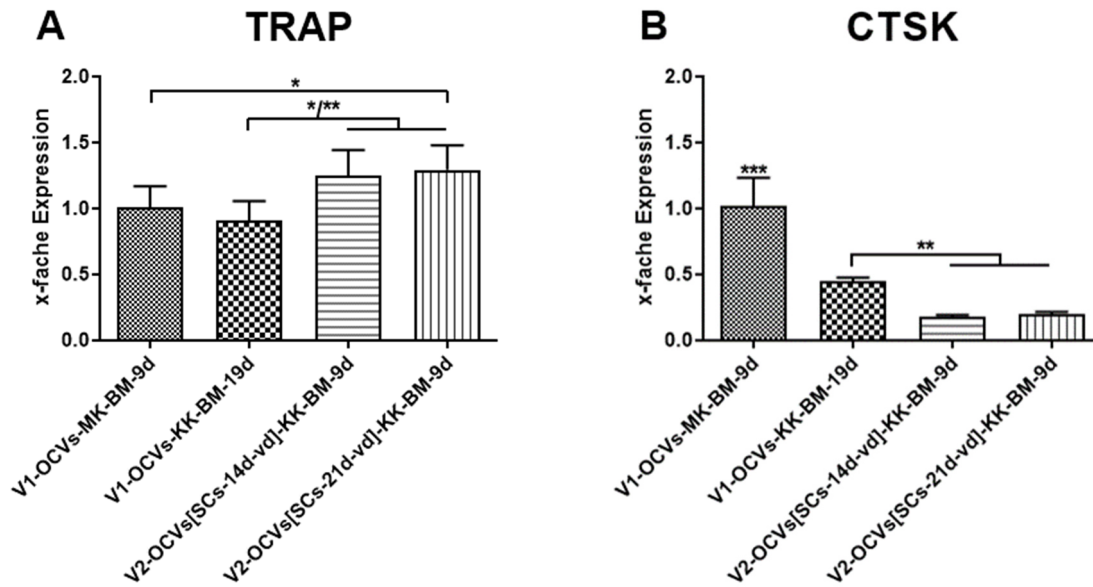 A TRAP
x-fache Expression
2.0
1.5
1.0
0.5
0.0
*
*/**
V1-OCVs-MK-BM-9d
V1-OCVs-KK-BM-19d
V2-OCVs[SCs-14d-vd]-KK-BM-9d
V2-OCVs[SCs-21d-vd]-KK-BM-9d
B CTSK
x-fache Expression
2.0
1.5
1.0
0.5
0.0
***
**
V1-OCVs-MK-BM-9d
V1-OCVs-KK-BM-19d
V2-OCVs[SCs-14d-vd]-KK-BM-9d
V2-OCVs[SCs-21d-vd]-KK-BM-9d